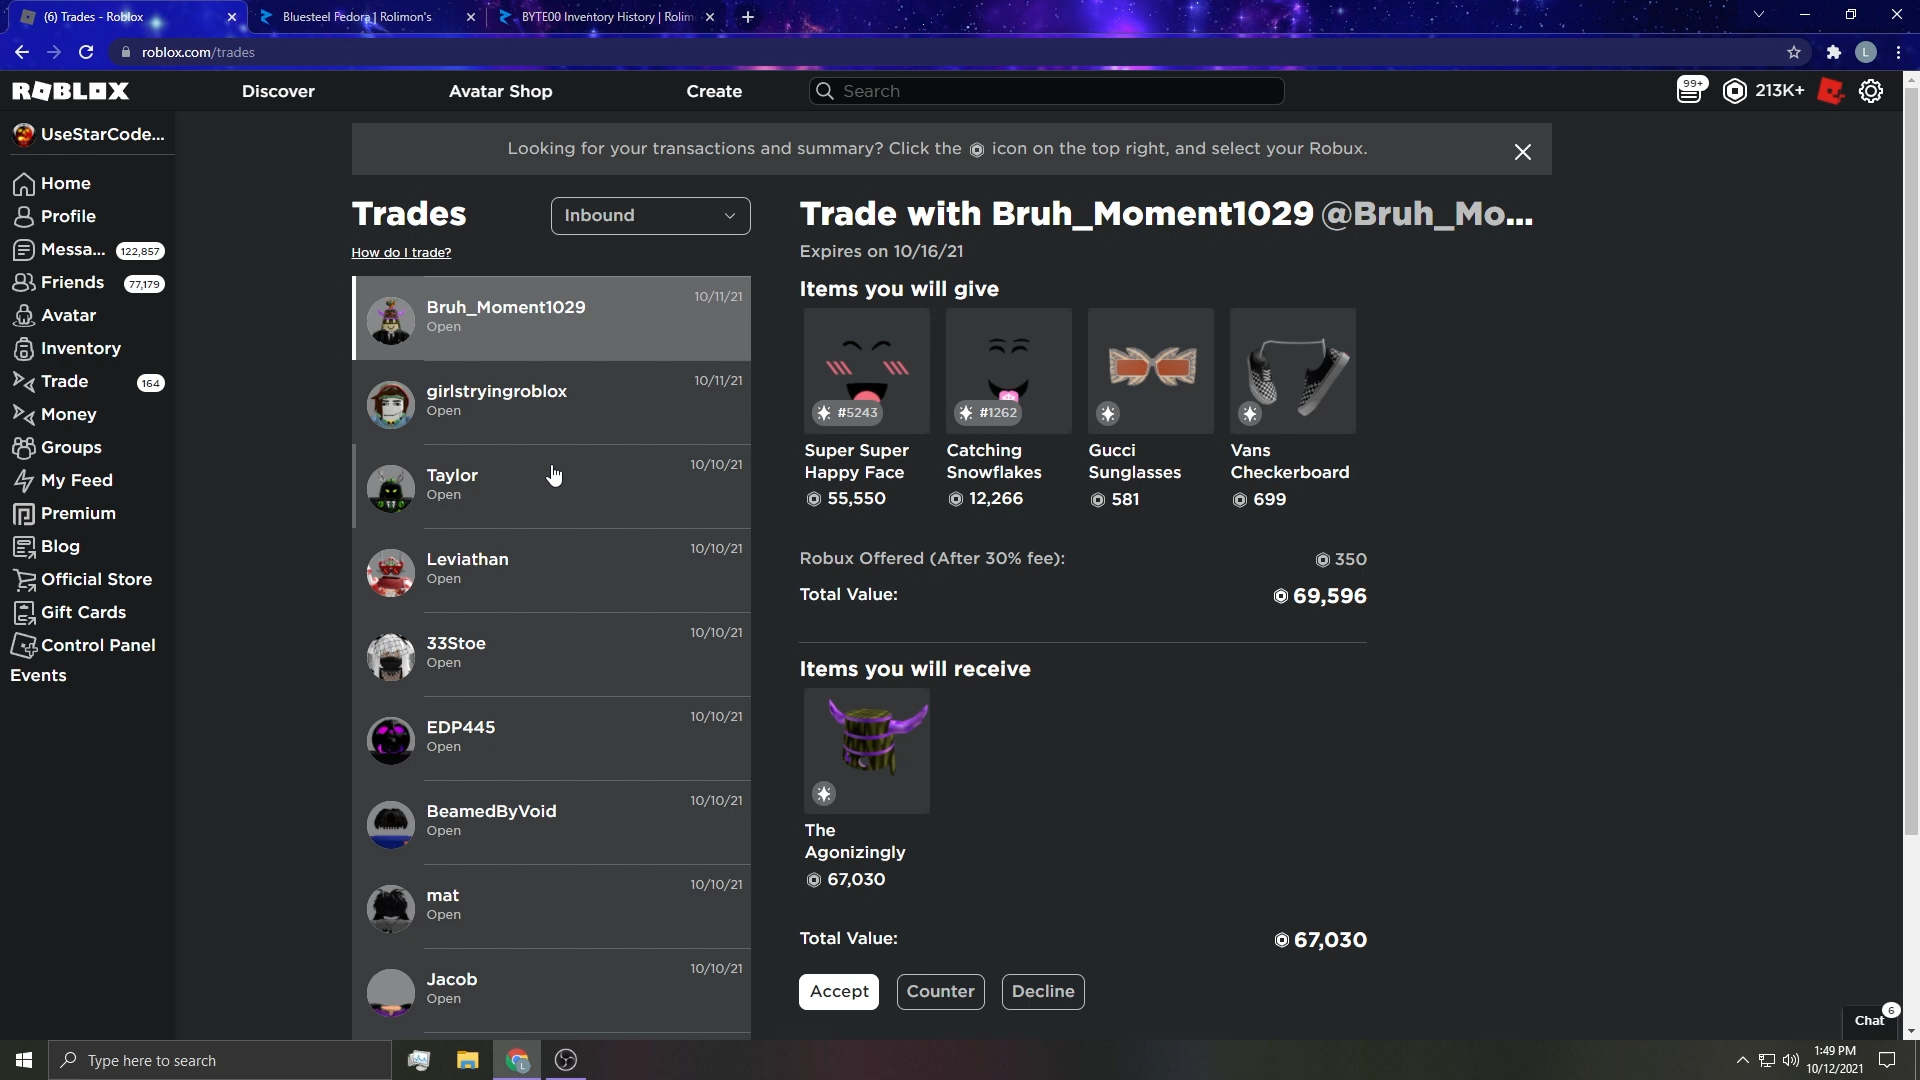 (6) Trades - Roblox
Bluesteel Fedora | Rolimon's
BYTE00 Inventory History | Rolim
roblox.com/trades
L
ROBLOX
Discover
Avatar Shop
Create
Search
99+
213K+
UseStarCode...
Home
Profile
Messa... 122,857
Friends 77,179
Avatar
Inventory
Trade 164
Money
Groups
My Feed
Premium
Blog
Official Store
Gift Cards
Control Panel
Events
Looking for your transactions and summary? Click the icon on the top right, and select your Robux.
Trades
Inbound
How do I trade?
Bruh_Moment1029 10/11/21
Open
girlstryingroblox 10/11/21
Open
Taylor 10/10/21
Open
Leviathan 10/10/21
Open
33Stoe 10/10/21
Open
EDP445 10/10/21
Open
BeamedByVoid 10/10/21
Open
mat 10/10/21
Open
Jacob 10/10/21
Open
Trade with Bruh_Moment1029 @Bruh_Mo...
Expires on 10/16/21
Items you will give
#5243
#1262
Super Super
Happy Face
55,550
Catching
Snowflakes
12,266
Gucci
Sunglasses
581
Vans
Checkerboard
699
Robux Offered (After 30% fee): 350
Total Value: 69,596
Items you will receive
The
Agonizingly
67,030
Total Value: 67,030
Accept
Counter
Decline
Chat 6
Type here to search
1:49 PM
10/12/2021